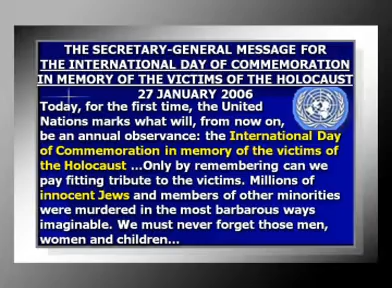 THE SECRETARY-GENERAL MESSAGE FOR
THE INTERNATIONAL DAY OF COMMEMORATION
IN MEMORY OF THE VICTIMS OF THE HOLOCAUST
27 JANUARY 2006
Today, for the first time, the United
Nations marks what will, from now on,
be an annual observance: the International Day
of Commemoration in memory of the victims of
the Holocaust ...Only by remembering can we
pay fitting tribute to the victims. Millions of
innocent Jews and members of other minorities
were murdered in the most barbarous ways
imaginable. We must never forget those men,
women and children...